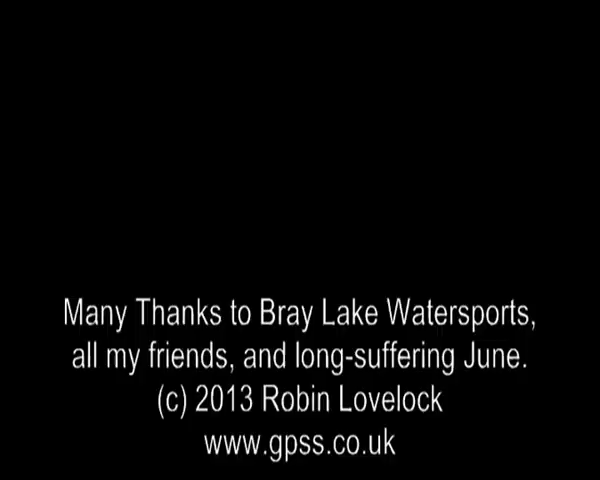 Many Thanks to Bray Lake Watersports,
all my friends, and long-suffering June.
(c) 2013 Robin Lovelock
www.gpss.co.uk